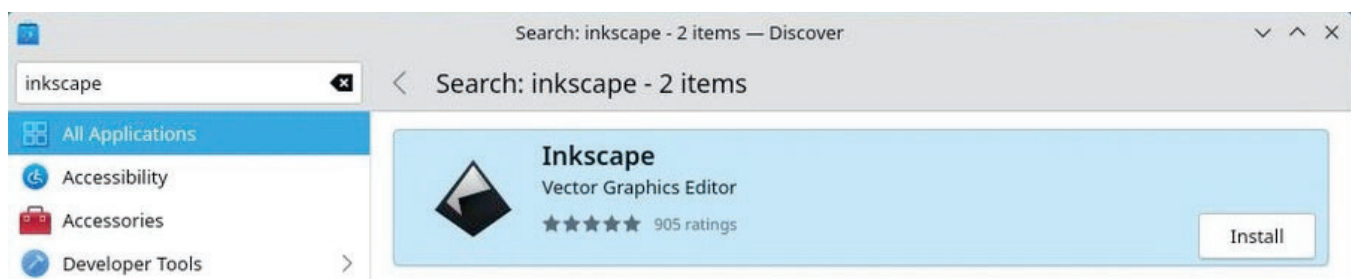 Search: inkscape - 2 items — Discover
inkscape
Search: inkscape - 2 items
All Applications
Accessibility
Accessories
Developer Tools
Inkscape
Vector Graphics Editor
905 ratings
Install